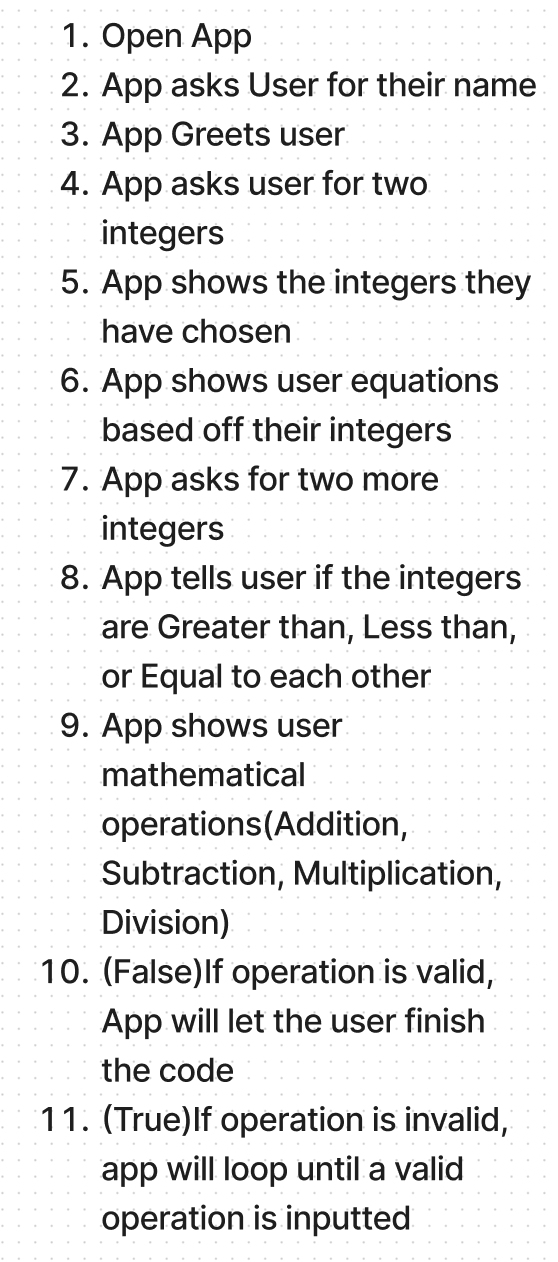 1. Open App
2. App asks User for their name
3. App Greets user
4. App asks user for two
integers
5. App shows the integers they
have chosen
6. App shows user equations
based off their integers
7. App asks for two more
integers
8. App tells user if the integers
are Greater than, Less than,
or Equal to each other
9. App shows user
mathematical
operations(Addition,
Subtraction, Multiplication,
Division)
10. (False)If operation is valid,
App will let the user finish
the code
11. (True)If operation is invalid,
app will loop until a valid
operation is inputted